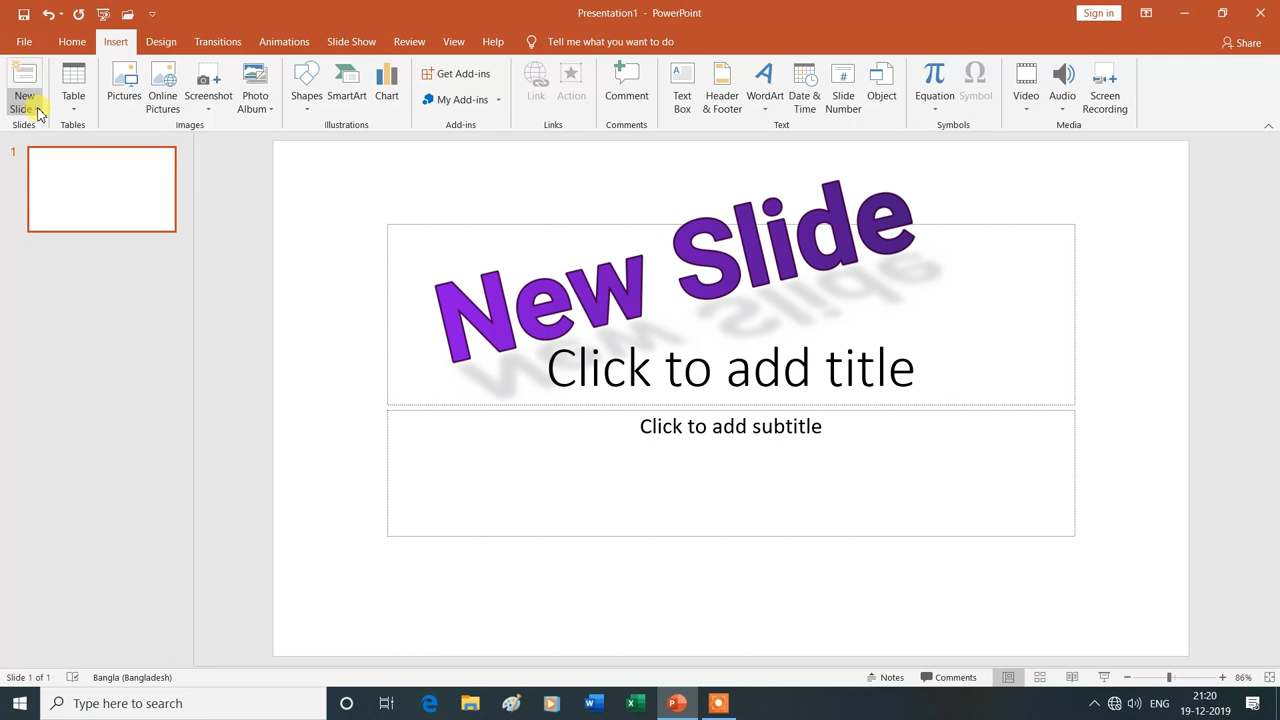 Presentation1 - PowerPoint
Sign in
File Home Insert Design Transitions Animations Slide Show Review View Help Tell me what you want to do
Share
New Slide
Table
Pictures
Online Pictures
Screenshot
Photo Album
Shapes
SmartArt
Chart
Get Add-ins
My Add-ins
Link
Action
Comment
Text Box
Header & Footer
WordArt
Date & Time
Slide Number
Object
Equation
Symbol
Video
Audio
Screen Recording
Slides Tables Images Illustrations Add-ins Links Comments Text Symbols Media
1
New Slide
Click to add title
Click to add subtitle
Slide 1 of 1 Bangla (Bangladesh) Notes Comments 86%
Type here to search
ENG
21:20
19-12-2019